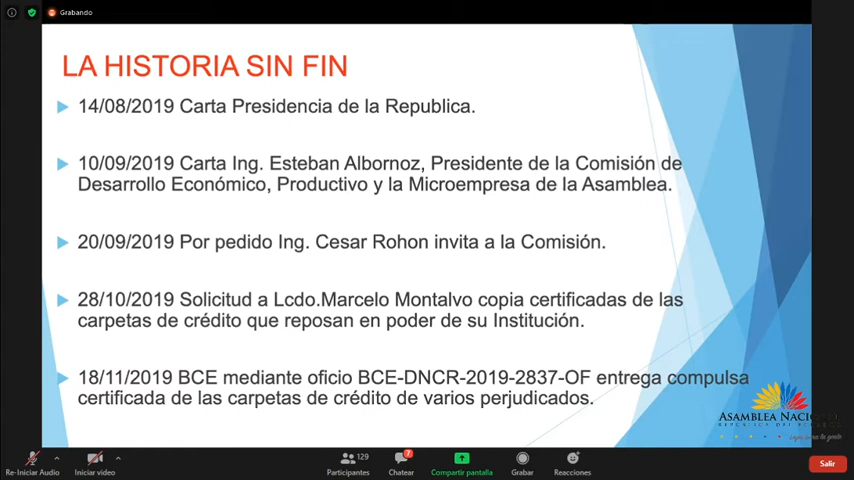 Grabando
LA HISTORIA SIN FIN
14/08/2019 Carta Presidencia de la Republica.
10/09/2019 Carta Ing. Esteban Albornoz, Presidente de la Comisión de
Desarrollo Económico, Productivo y la Microempresa de la Asamblea.
20/09/2019 Por pedido Ing. Cesar Rohon invita a la Comisión.
28/10/2019 Solicitud a Lcdo.Marcelo Montalvo copia certificadas de las
carpetas de crédito que reposan en poder de su Institución.
18/11/2019 BCE mediante oficio BCE-DNCR-2019-2837-OF entrega compulsa
certificada de las carpetas de crédito de varios perjudicados.
ASAMBLEA NACIONAL
REPÚBLICA DEL ECUADOR
Re-Iniciar Audio
Iniciar video
129
Participantes
7
Chatear
Compartir pantalla
Grabar
Reacciones
Salir